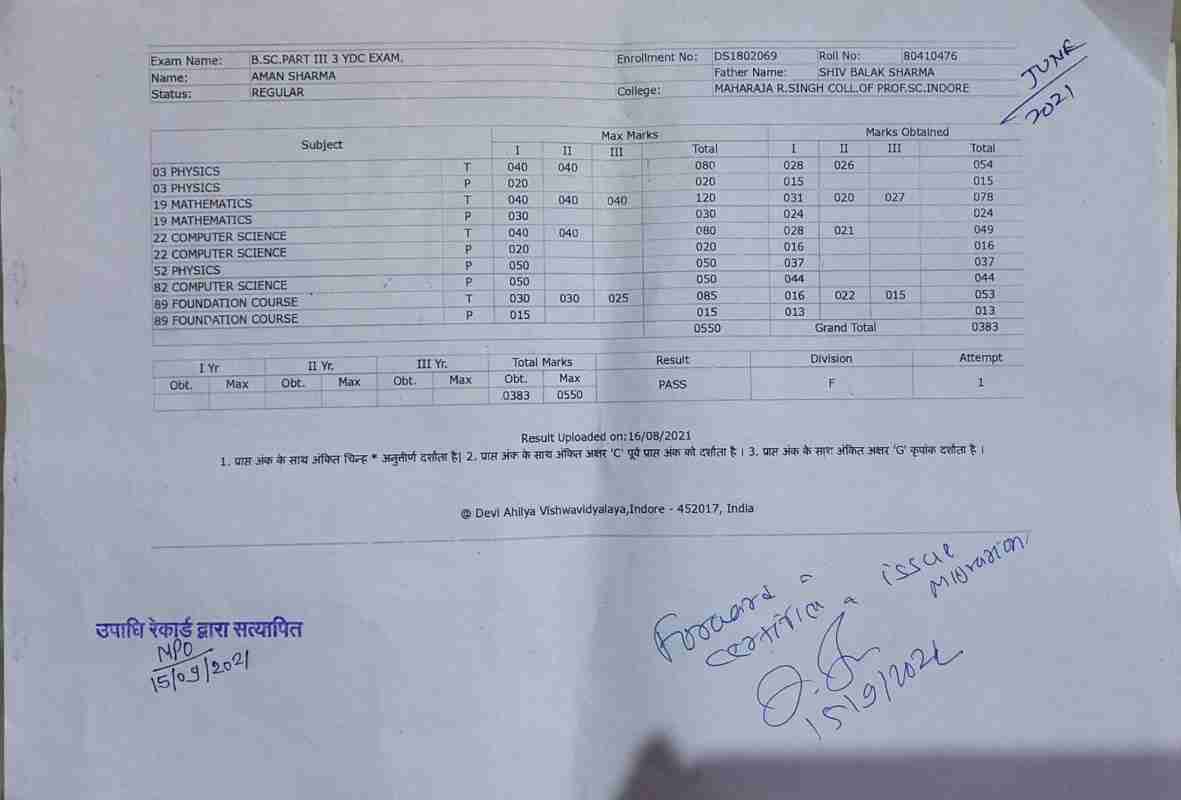 Exam Name: B.SC.PART III 3 YDC EXAM. Enrollment No: DS1802069 Roll No: 80410476
Name: AMAN SHARMA Father Name: SHIV BALAK SHARMA
Status: REGULAR College: MAHARAJA R.SINGH COLL.OF PROF.SC.INDORE
JUNE
2021
Subject Max Marks Marks Obtained
I II III Total I II III Total
03 PHYSICS T 040 040 080 028 026 054
03 PHYSICS P 020 020 015 015
19 MATHEMATICS T 040 040 040 120 031 020 027 078
19 MATHEMATICS P 030 030 024 024
22 COMPUTER SCIENCE T 040 040 080 028 021 049
22 COMPUTER SCIENCE P 020 020 016 016
52 PHYSICS P 050 050 037 037
82 COMPUTER SCIENCE P 050 050 044 044
89 FOUNDATION COURSE T 030 030 025 085 016 022 015 053
89 FOUNDATION COURSE P 015 015 013 013
0550 Grand Total 0383
I Yr II Yr. III Yr. Total Marks Result Division Attempt
Obt. Max Obt. Max Obt. Max Obt. Max PASS F 1
0383 0550
Result Uploaded on:16/08/2021
1. प्राप्त अंक के साथ अंकित चिन्ह * अनुतीर्ण दर्शाता है| 2. प्राप्त अंक के साथ अंकित अक्षर 'C' पूर्व प्राप्त अंक को दर्शाता है । 3. प्राप्त अंक के साथ अंकित अक्षर 'G' कृपांक दर्शाता है ।
@ Devi Ahilya Vishwavidyalaya,Indore - 452017, India
Forward issue Migration
उपाधि रेकार्ड द्वारा सत्यापित
15/09/2021
15/9/2021